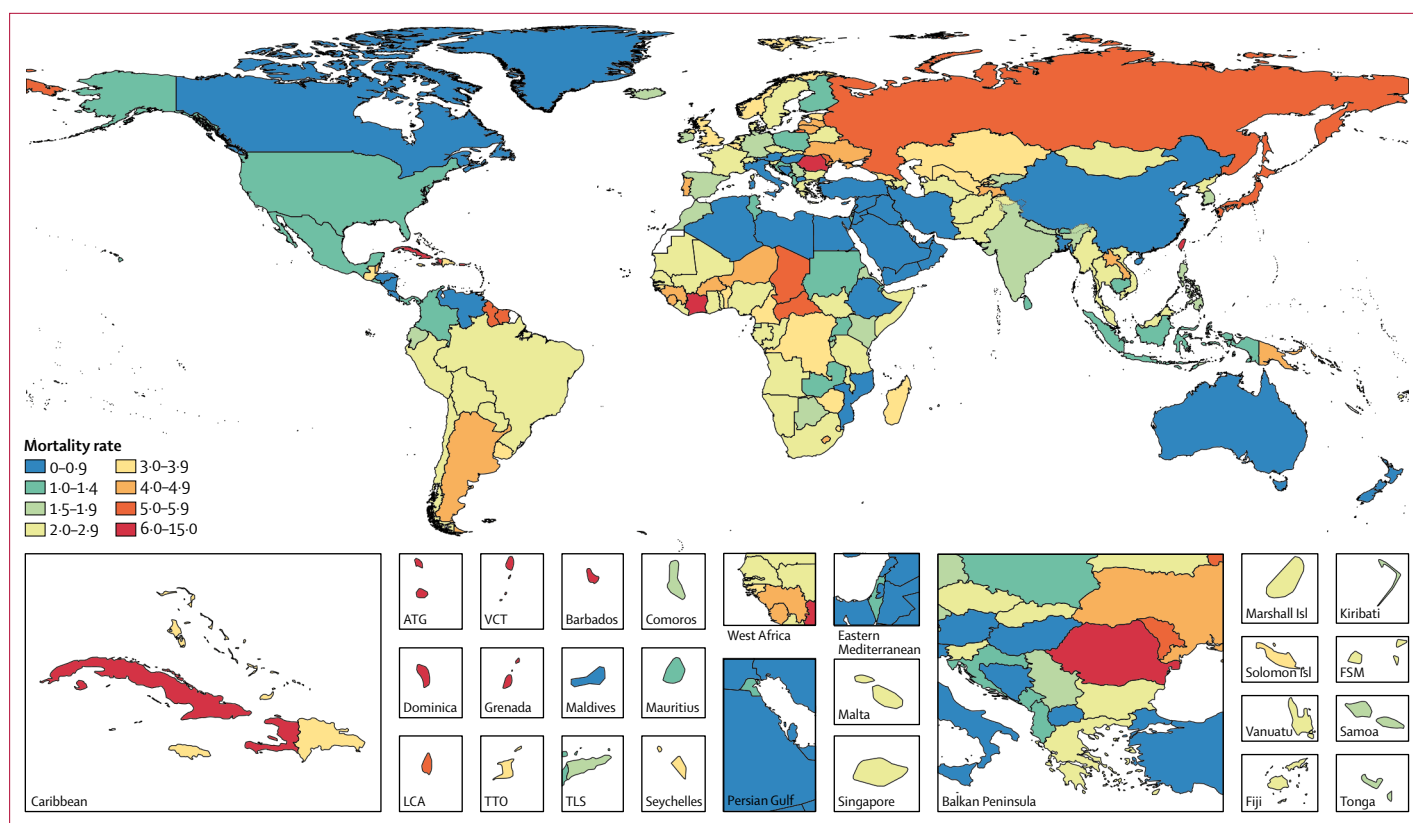 Mortality rate
0–0·9
1·0–1·4
1·5–1·9
2·0–2·9
3·0–3·9
4·0–4·9
5·0–5·9
6·0–15·0
Caribbean
ATG
VCT
Barbados
Comoros
Dominica
Grenada
Maldives
Mauritius
LCA
TTO
TLS
Seychelles
West Africa
Eastern
Mediterranean
Persian Gulf
Malta
Singapore
Balkan Peninsula
Marshall Isl
Kiribati
Solomon Isl
FSM
Vanuatu
Samoa
Fiji
Tonga